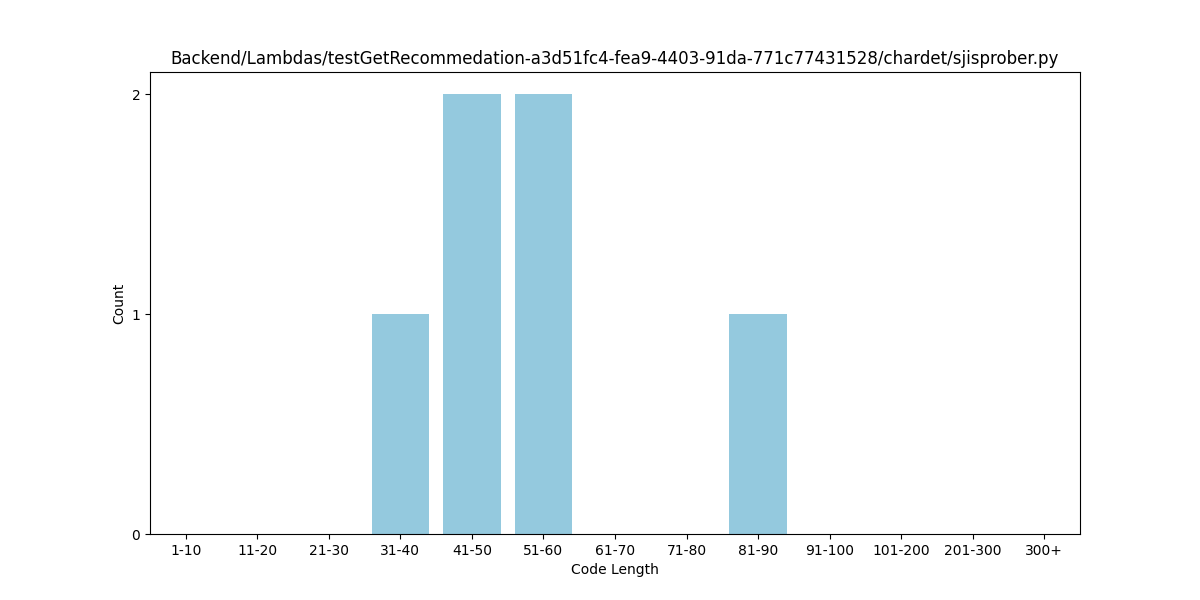 Backend/Lambdas/testGetRecommedation-a3d51fc4-fea9-4403-91da-771c77431528/chardet/sjisprober.py
Count
2
1
0
1-10 11-20 21-30 31-40 41-50 51-60 61-70 71-80 81-90 91-100 101-200 201-300 300+
Code Length